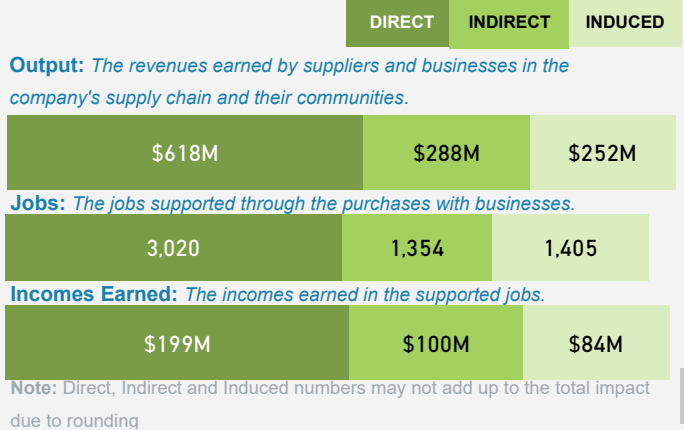 DIRECT INDIRECT INDUCED
Output: The revenues earned by suppliers and businesses in the
company's supply chain and their communities.
$618M $288M $252M
Jobs: The jobs supported through the purchases with businesses.
3,020 1,354 1,405
Incomes Earned: The incomes earned in the supported jobs.
$199M $100M $84M
Note: Direct, Indirect and Induced numbers may not add up to the total impact
due to rounding